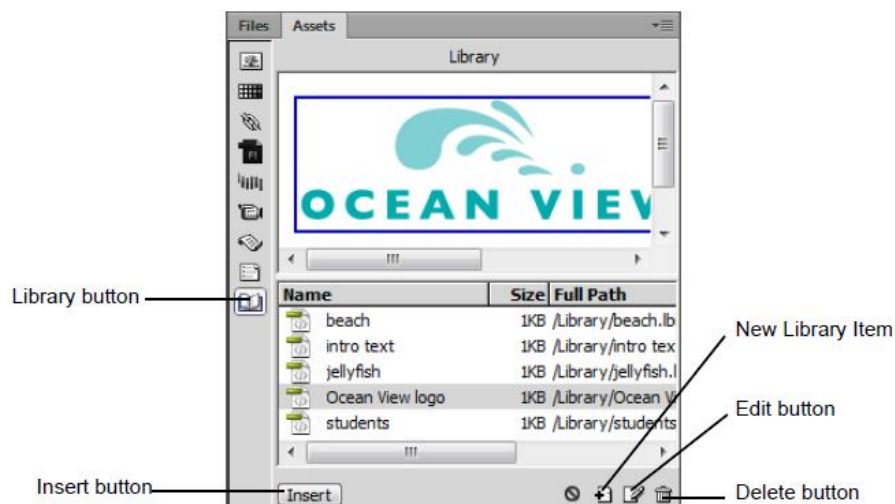 Files Assets
Library
OCEAN VIEW
Library button
Name Size Full Path
beach 1KB /Library/beach.lb
intro text 1KB /Library/intro tex
jellyfish 1KB /Library/jellyfish.l
Ocean View logo 1KB /Library/Ocean V
students 1KB /Library/students
New Library Item
Edit button
Insert button
Insert
Delete button